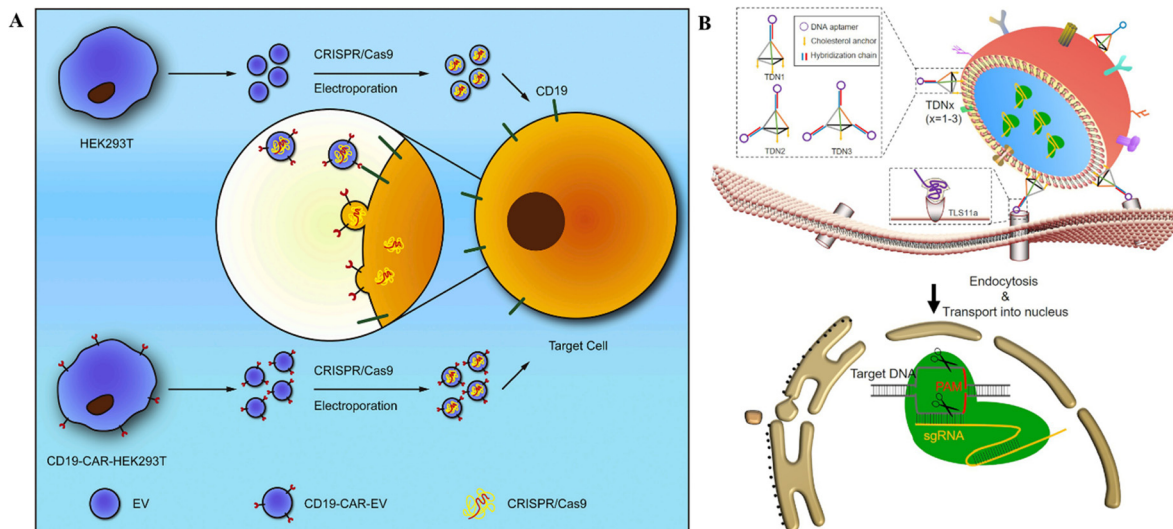 A
HEK293T
CRISPR/Cas9
Electroporation
CD19
Target Cell
CRISPR/Cas9
Electroporation
CD19-CAR-HEK293T
EV
CD19-CAR-EV
CRISPR/Cas9
B
DNA aptamer
Cholesterol anchor
Hybridization chain
TDN1
TDN2
TDN3
TDNx
(x=1-3)
TLS11a
Endocytosis
&
Transport into nucleus
Target DNA
PAM
sgRNA